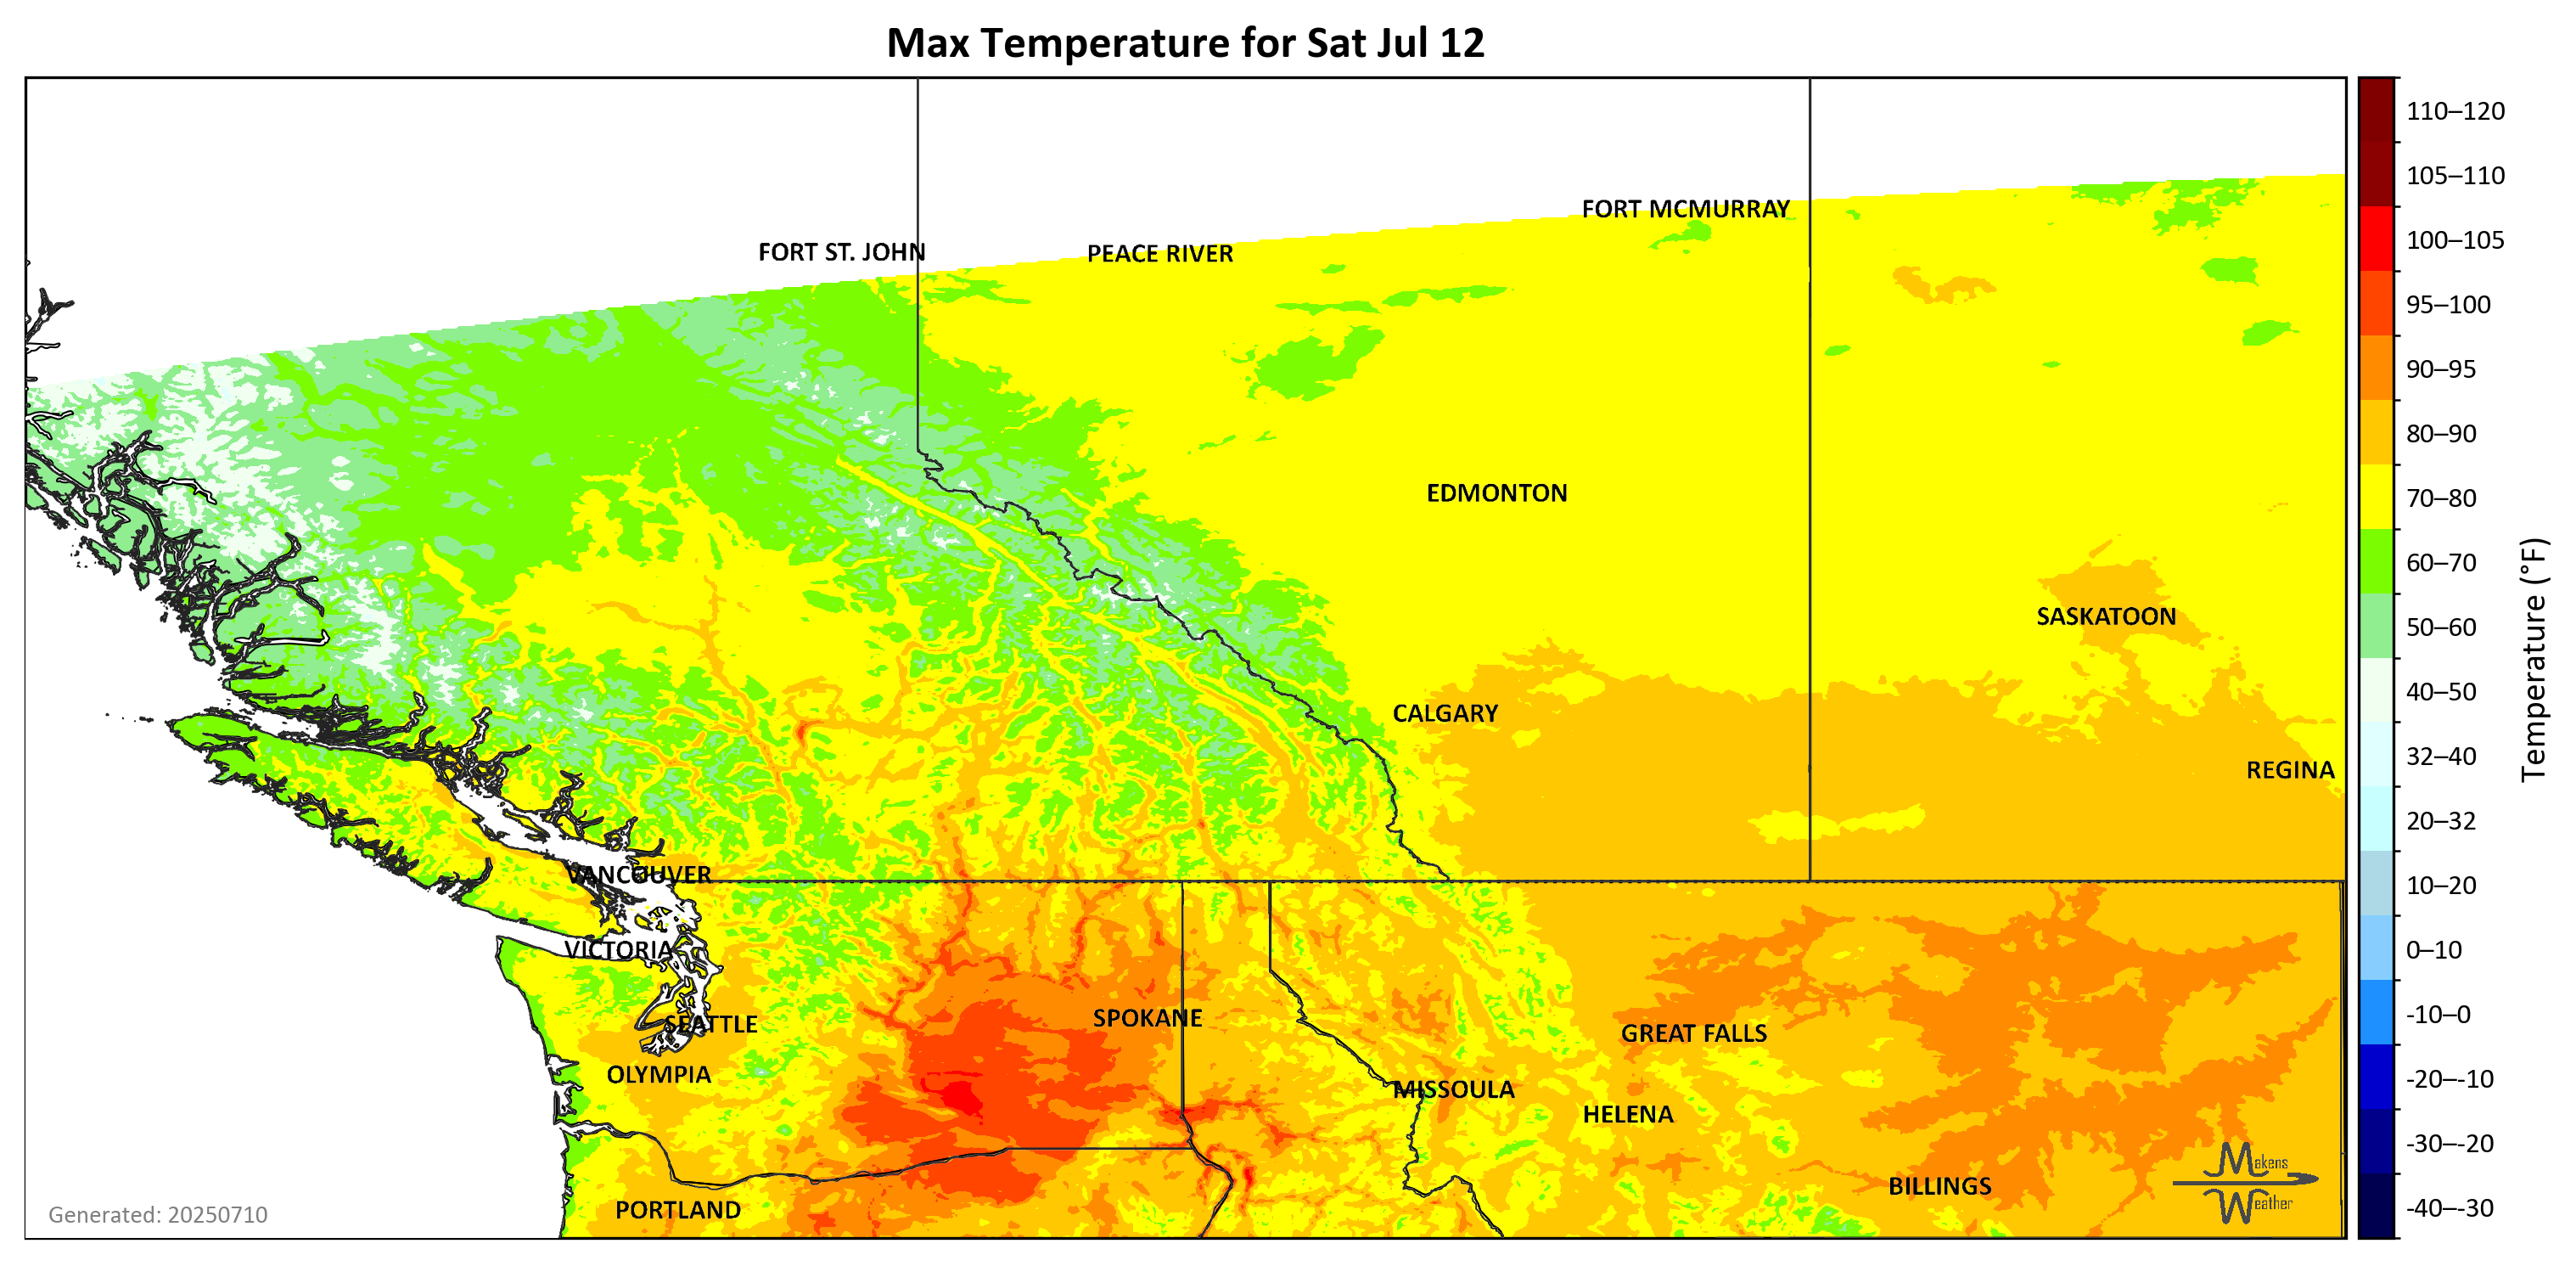 Max Temperature for Sat Jul 12
110–120
105–110
FORT MCMURRAY
100–105
FORT ST. JOHN
PEACE RIVER
95–100
90–95
80–90
EDMONTON
70–80
60–70
SASKATOON
50–60
Temperature (°F)
40–50
CALGARY
32–40
REGINA
20–32
VANCOUVER
10–20
VICTORIA
0–10
SEATTLE
SPOKANE
-10–0
GREAT FALLS
OLYMPIA
-20–-10
MISSOULA
HELENA
-30–-20
Makens
Weather
BILLINGS
PORTLAND
-40–-30
Generated: 20250710